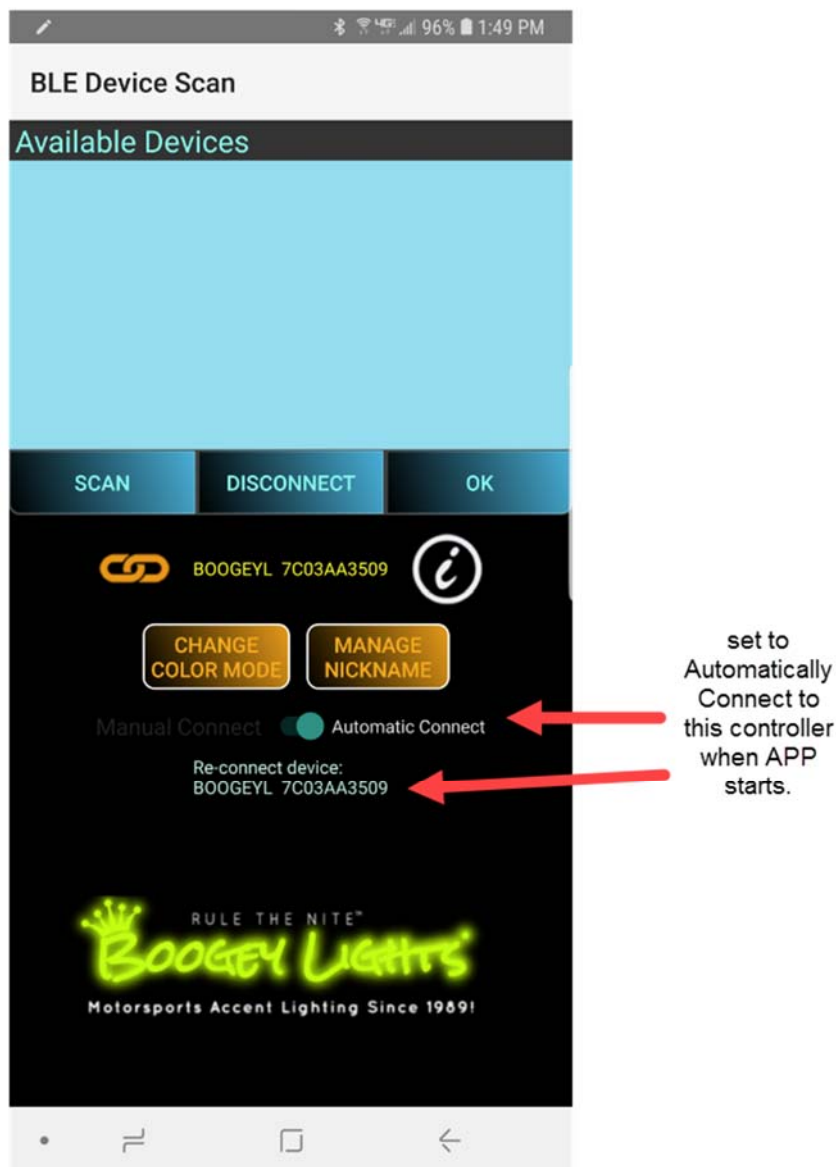 4GE 96% 1:49 PM
BLE Device Scan
Available Devices
SCAN DISCONNECT OK
BOOGEYL 7C03AA3509 i
CHANGE
COLOR MODE
MANAGE
NICKNAME
Manual Connect Automatic Connect
Re-connect device:
BOOGEYL 7C03AA3509
set to
Automatically
Connect to
this controller
when APP
starts.
RULE THE NITE™
BOOGEY LIGHTS®
Motorsports Accent Lighting Since 1989!